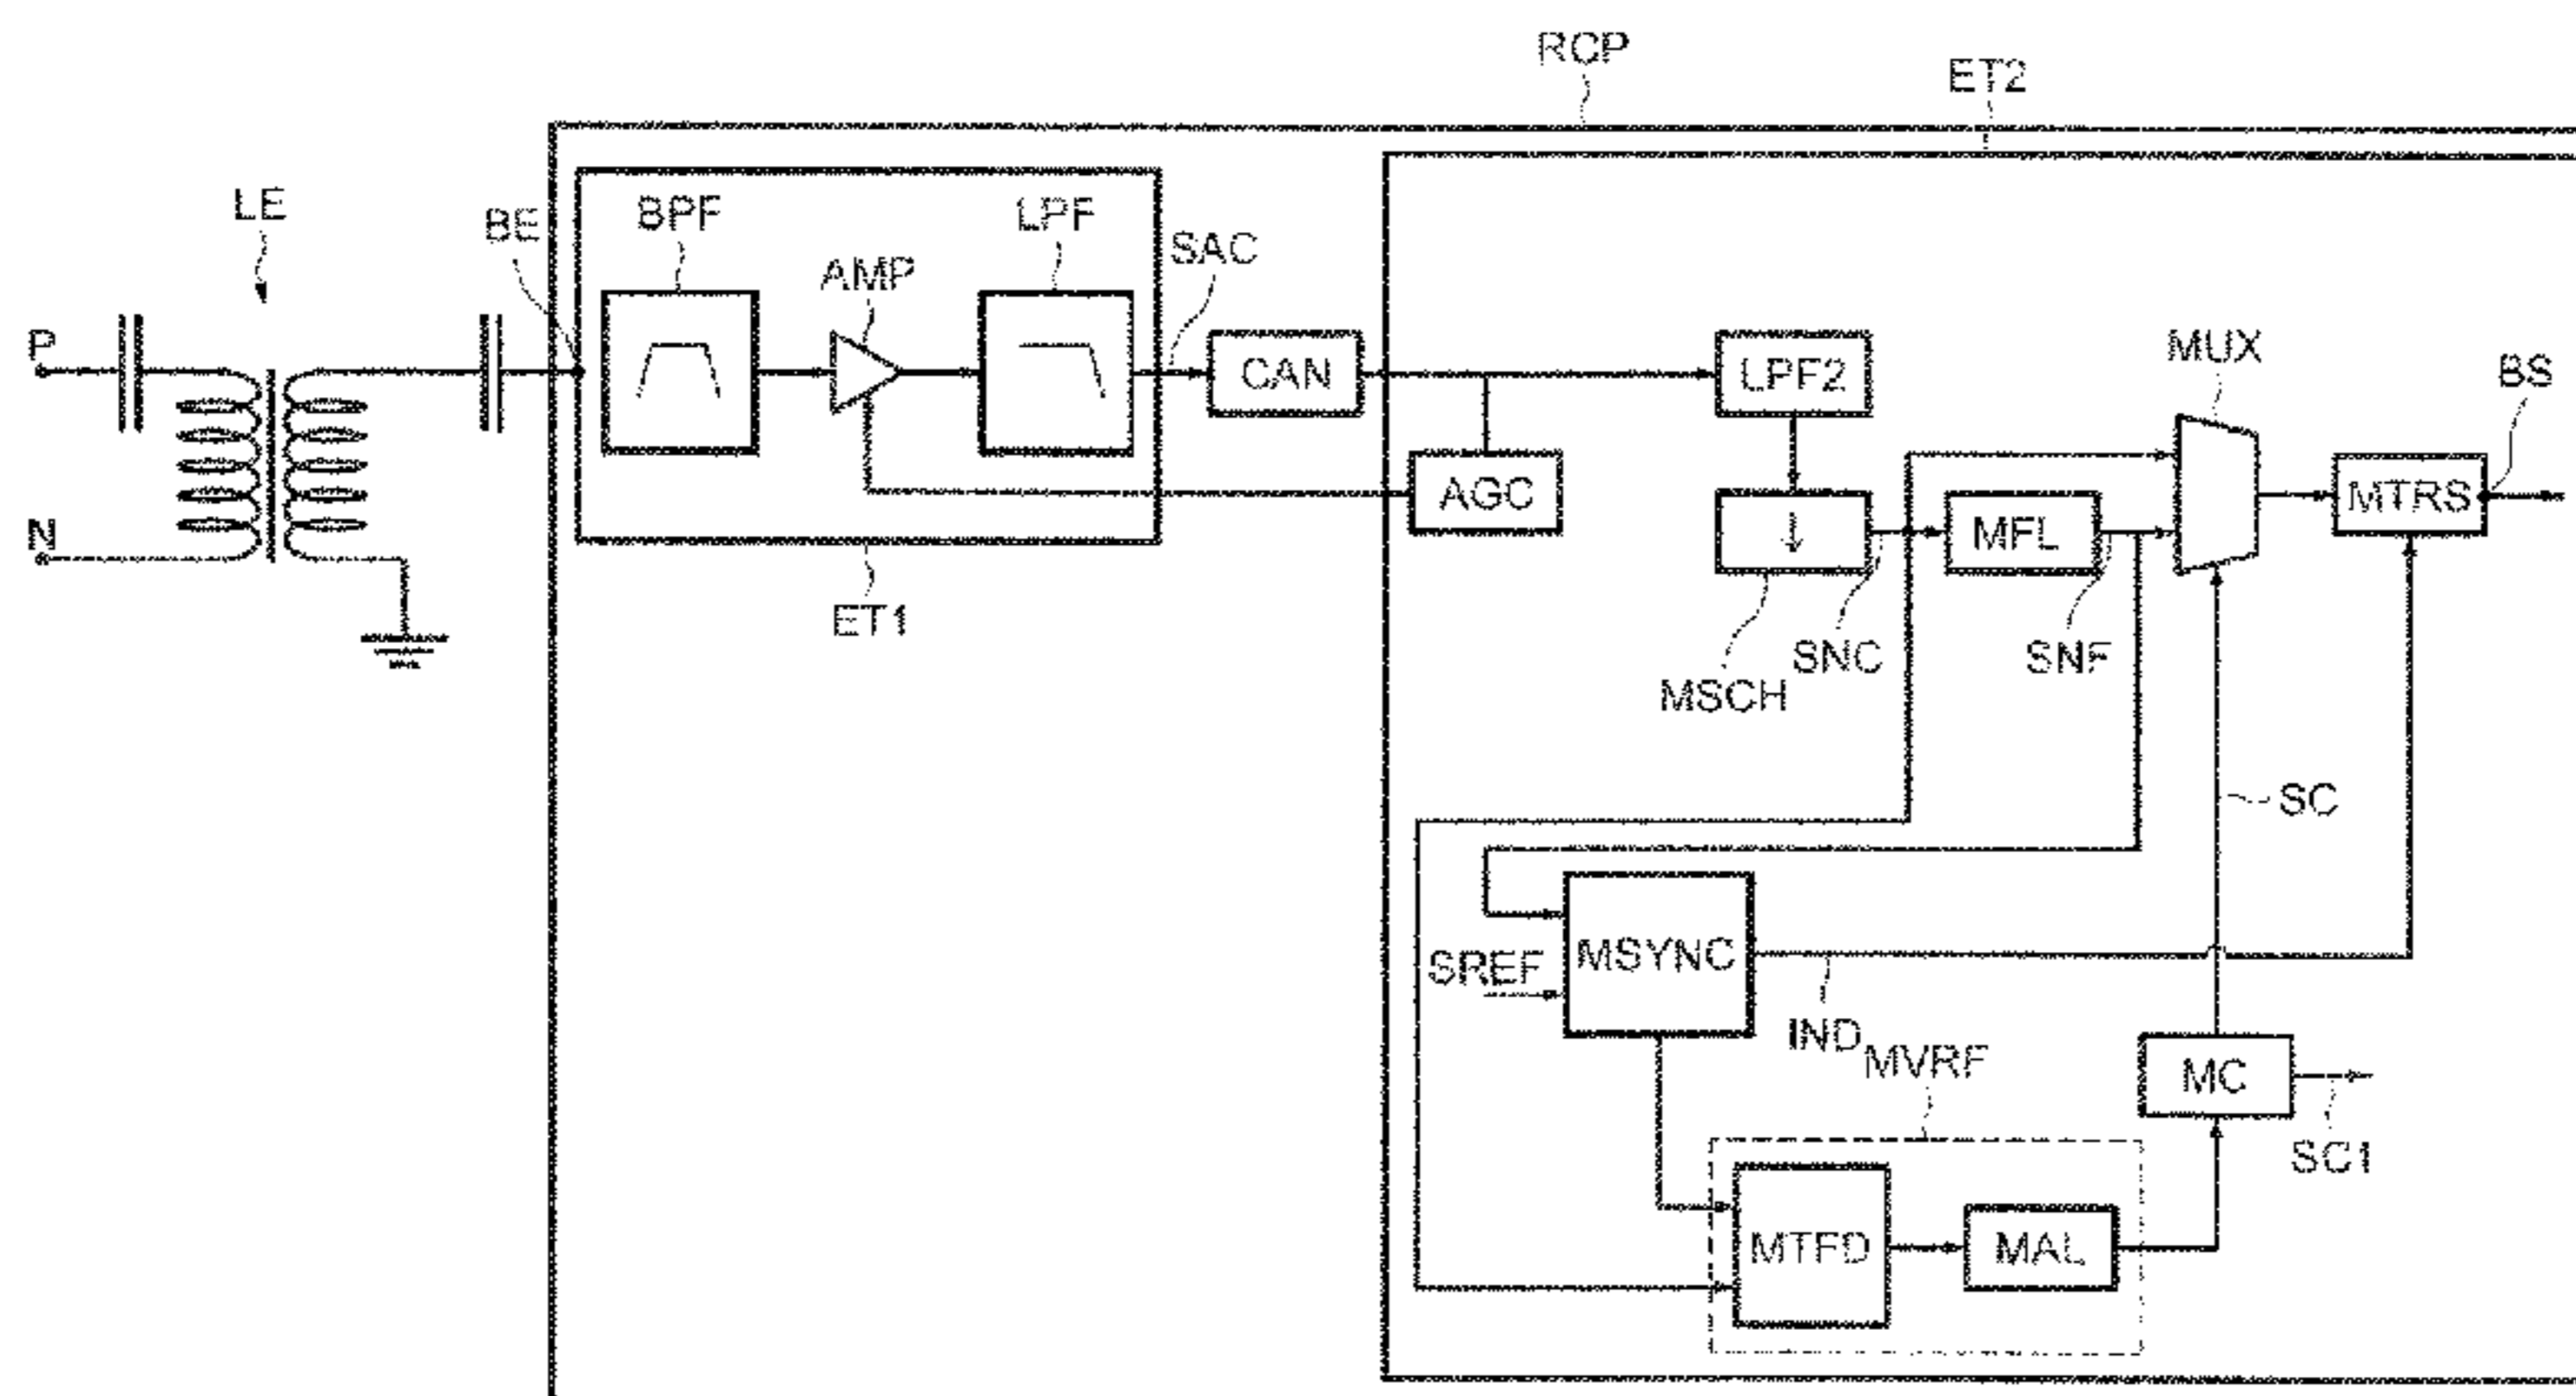 RCP
ET2
LE
BE
BPF
LPF
AMP
SAC
P
CAN
LPF2
MUX
BS
N
AGC
MFL
MTRS
ET1
SNC
SNF
MSCH
SC
MSYNC
SREF
IND
MVRF
MC
SC1
MTFD
MAL